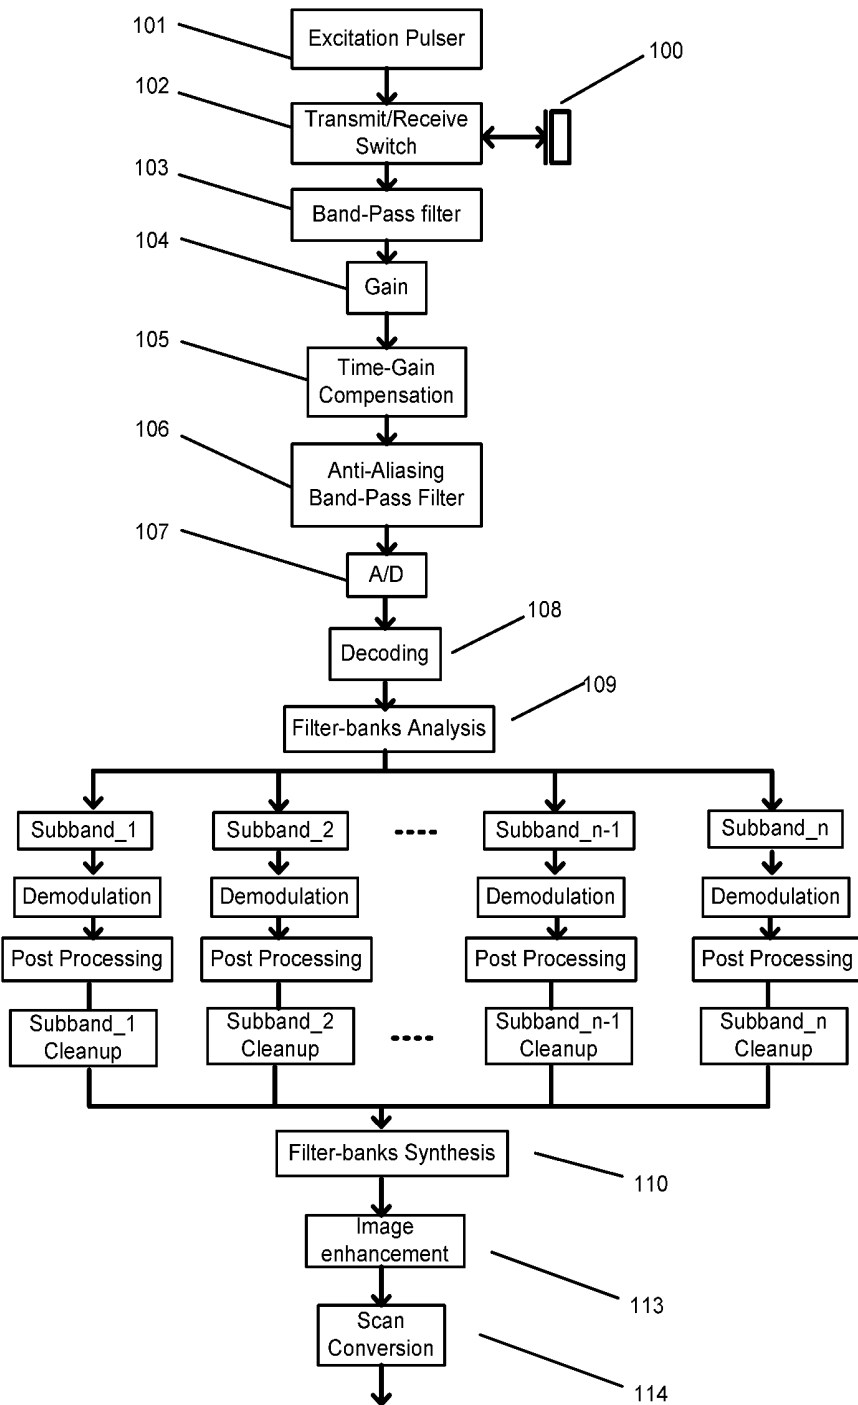 101
Excitation Pulser
100
102
Transmit/Receive
Switch
103
Band-Pass filter
104
Gain
105
Time-Gain
Compensation
106
Anti-Aliasing
Band-Pass Filter
107
A/D
108
Decoding
109
Filter-banks Analysis
Subband_1
Subband_2
Subband_n-1
Subband_n
Demodulation
Demodulation
Demodulation
Demodulation
Post Processing
Post Processing
Post Processing
Post Processing
Subband_1
Cleanup
Subband_2
Cleanup
Subband_n-1
Cleanup
Subband_n
Cleanup
Filter-banks Synthesis
110
Image
enhancement
113
Scan
Conversion
114